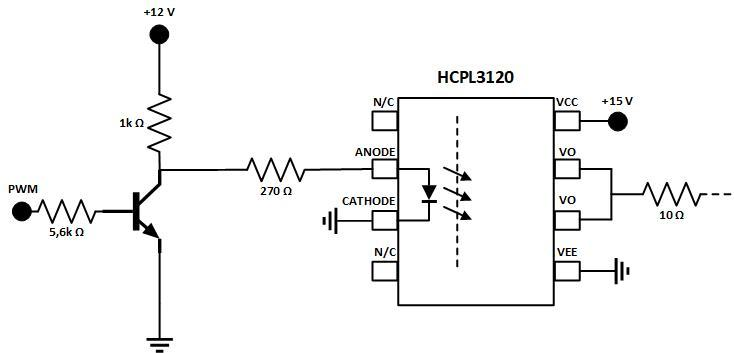 +12 V
HCPL3120
N/C
VCC
+15 V
1k Ω
ANODE
VO
PWM
270 Ω
CATHODE
VO
10 Ω
5,6k Ω
N/C
VEE